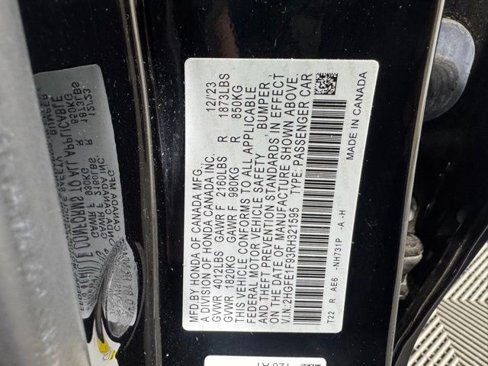 MFD.BY HONDA OF CANADA MFG. 12/23
A DIVISION OF HONDA CANADA INC.
GVWR 4012LBS GAWR F 2160LBS R 1873LBS
GVWR 1820KG GAWR F 980KG R 850KG
THIS VEHICLE CONFORMS TO ALL APPLICABLE
FEDERAL MOTOR VEHICLE SAFETY, BUMPER,
AND THEFT PREVENTION STANDARDS IN EFFECT
ON THE DATE OF MANUFACTURE SHOWN ABOVE.
V.I.N.:2HGFE1F93RH321595 TYPE:PASSENGER CAR
T22 R AE6 -NH731P -A -H
MADE IN CANADA